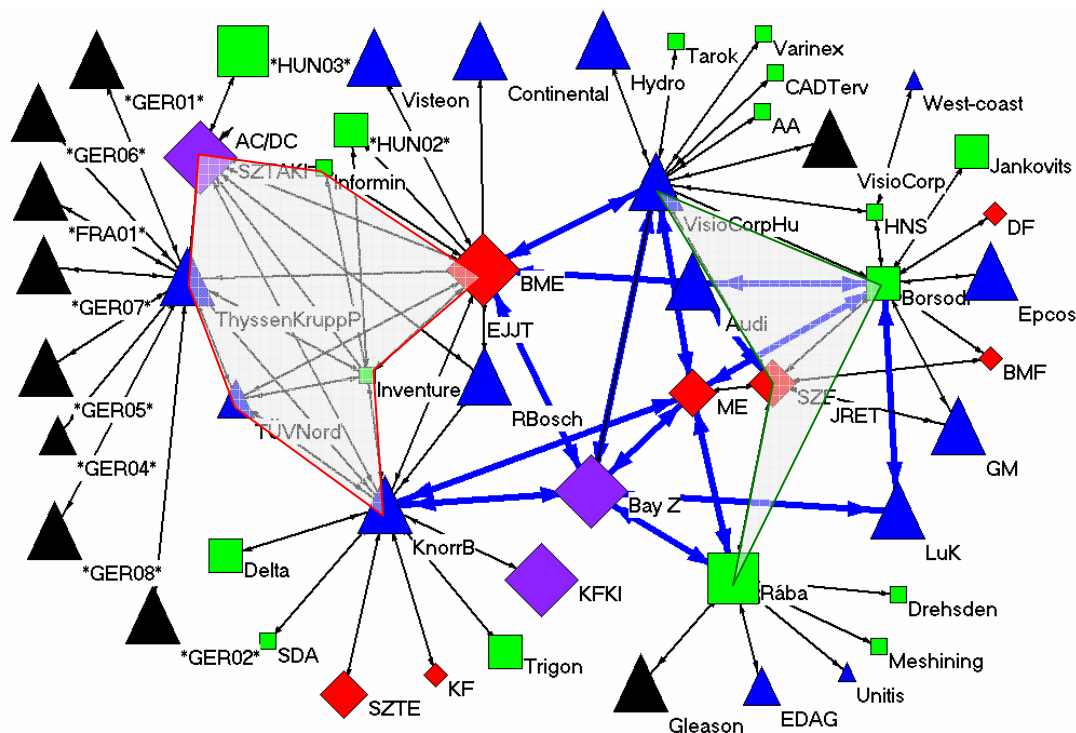 *HUN03*
*GER01*
Visteon
Continental
Hydro
Tarok
Varinex
CADTerv
AA
West-coast
AC/DC
*HUN02*
*GER06*
SZTAKI
Informin
VisioCorp
Jankovits
*FRA01*
VisioCorpHu
HNS
DF
*GER07*
BME
Borsodi
Epcos
ThyssenKruppP
EJJT
Audi
*GER05*
Inventure
RBosch
ME
SZE
JRET
BMF
TÜVNord
*GER04*
GM
Bay Z
KnorrB
LuK
*GER08*
Delta
KFKI
Rába
Drehsden
*GER02*
SDA
KF
Trigon
Meshining
SZTE
Unitis
Gleason
EDAG